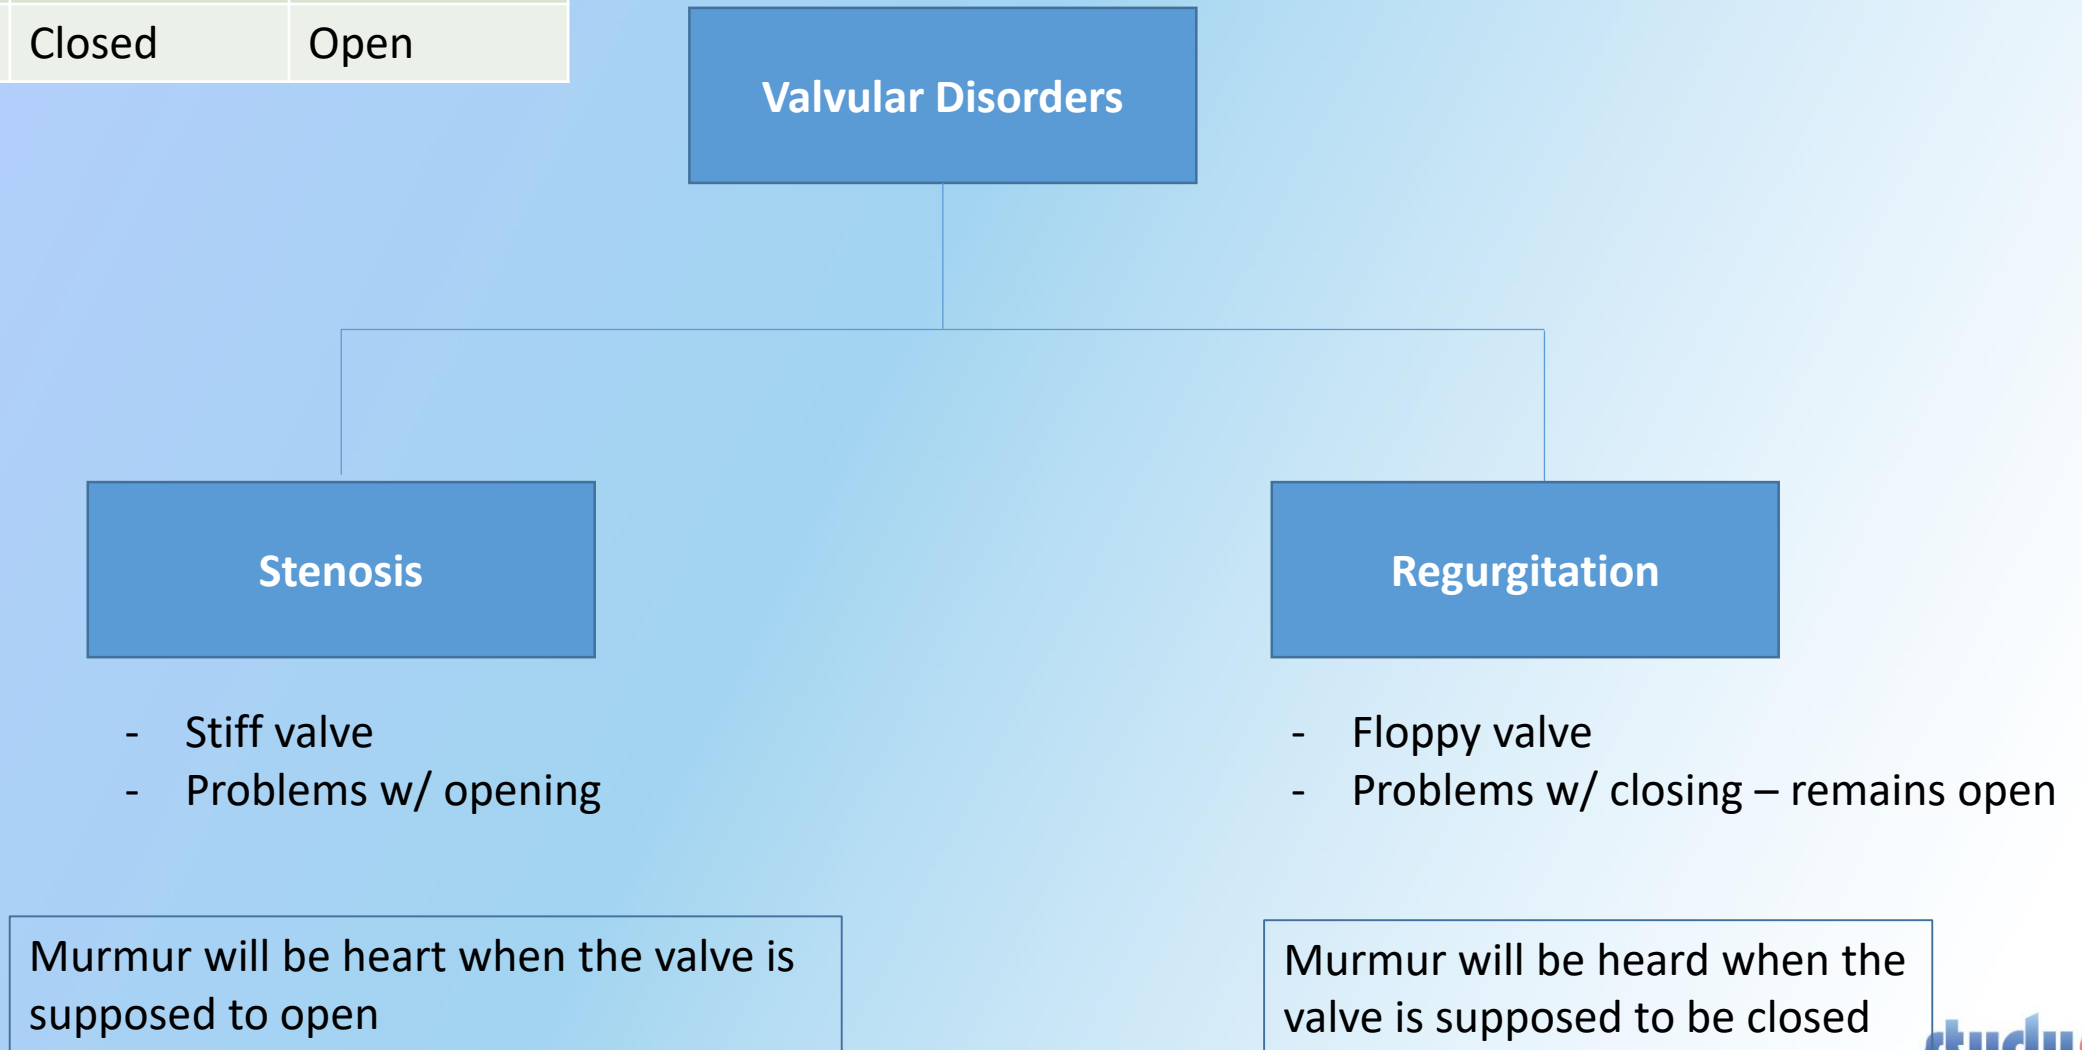 Closed Open
Valvular Disorders
Stenosis
Regurgitation
- Stiff valve
- Problems w/ opening
- Floppy valve
- Problems w/ closing – remains open
Murmur will be heart when the valve is
supposed to open
Murmur will be heard when the
valve is supposed to be closed